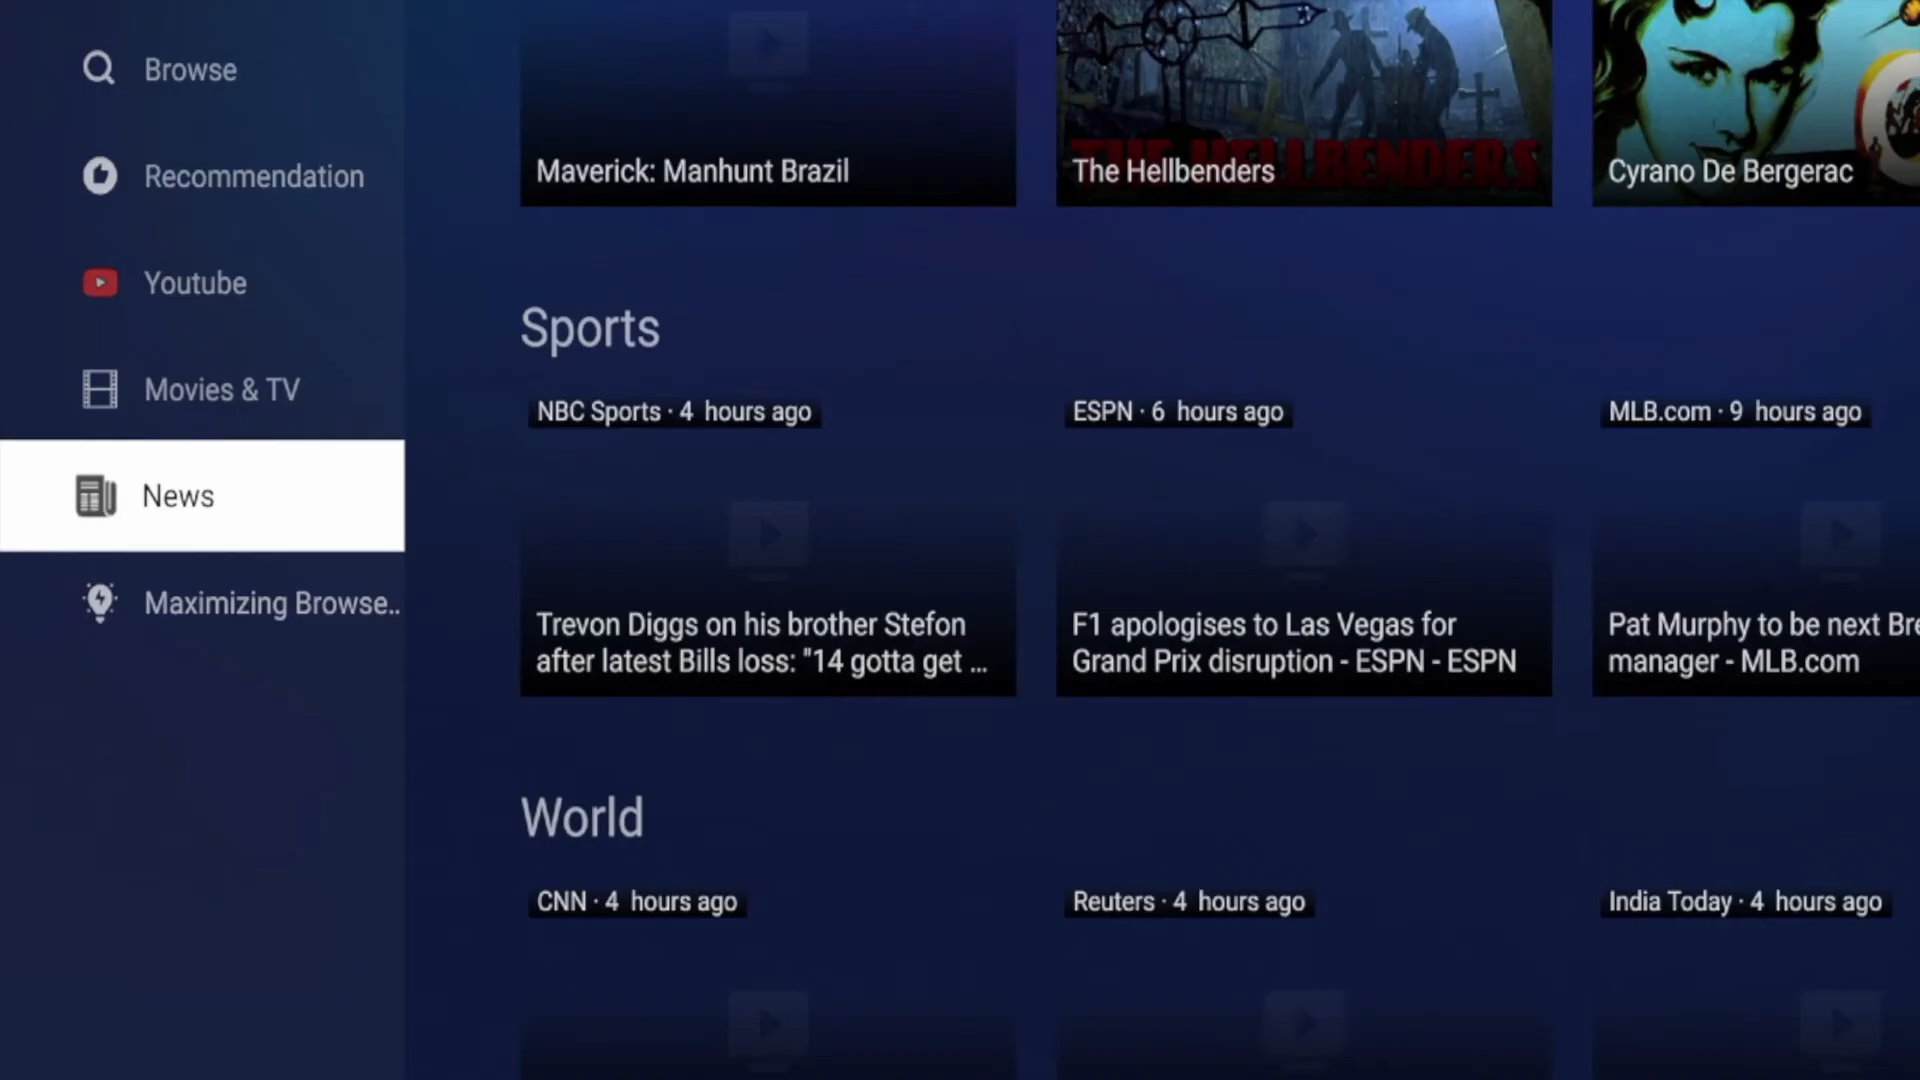 Browse
Recommendation
Youtube
Movies & TV
News
Maximizing Browse..
Maverick: Manhunt Brazil
THE HELLBENDERS
The Hellbenders
Cyrano De Bergerac
Sports
NBC Sports · 4 hours ago
ESPN · 6 hours ago
MLB.com · 9 hours ago
Trevon Diggs on his brother Stefon
after latest Bills loss: "14 gotta get ...
F1 apologises to Las Vegas for
Grand Prix disruption - ESPN - ESPN
Pat Murphy to be next Bre
manager - MLB.com
World
CNN · 4 hours ago
Reuters · 4 hours ago
India Today · 4 hours ago